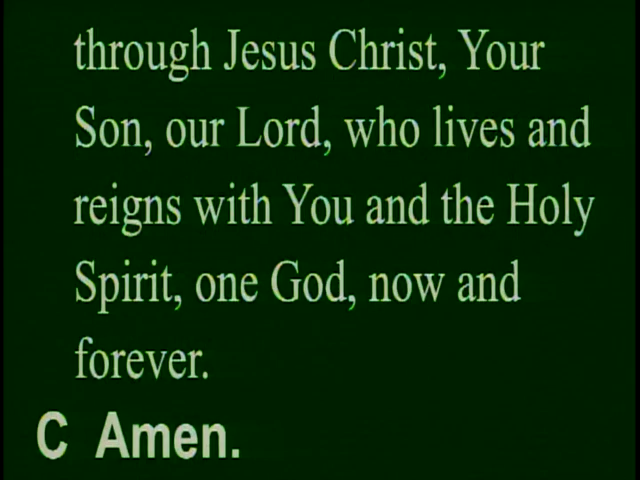 through Jesus Christ, Your
Son, our Lord, who lives and
reigns with You and the Holy
Spirit, one God, now and
forever.
C Amen.